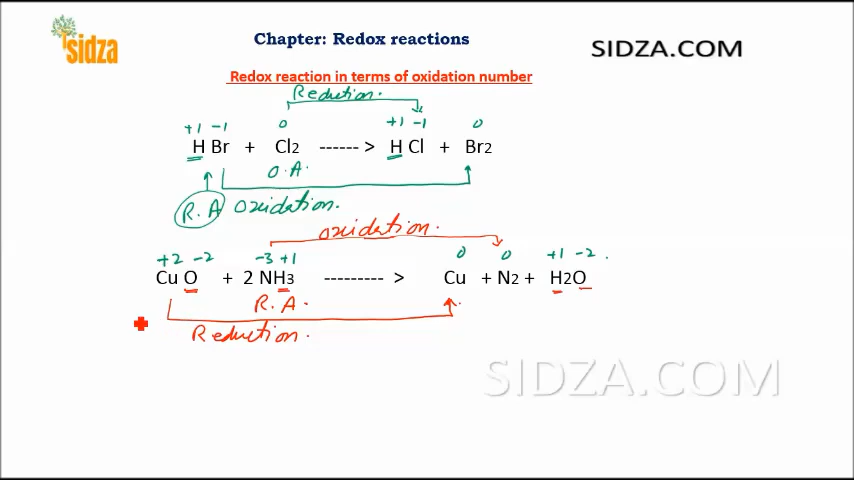 sidza
Chapter: Redox reactions
SIDZA.COM
Redox reaction in terms of oxidation number
Reduction.
+1 -1 0 +1 -1 0
H Br + Cl2 ------ > H Cl + Br2
O.A.
R.A Oxidation.
oxidation.
+2 -2 -3 +1 0 0 +1 -2 .
Cu O + 2 NH3 --------- > Cu + N2 + H2O
R.A.
Reduction.
SIDZA.COM